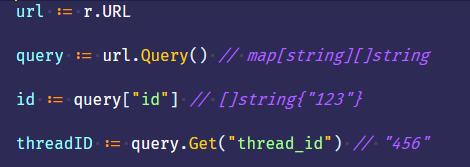 url := r.URL
query := url.Query() // map[string][]string
id := query["id"] // []string{"123"}
threadID := query.Get("thread_id") // "456"